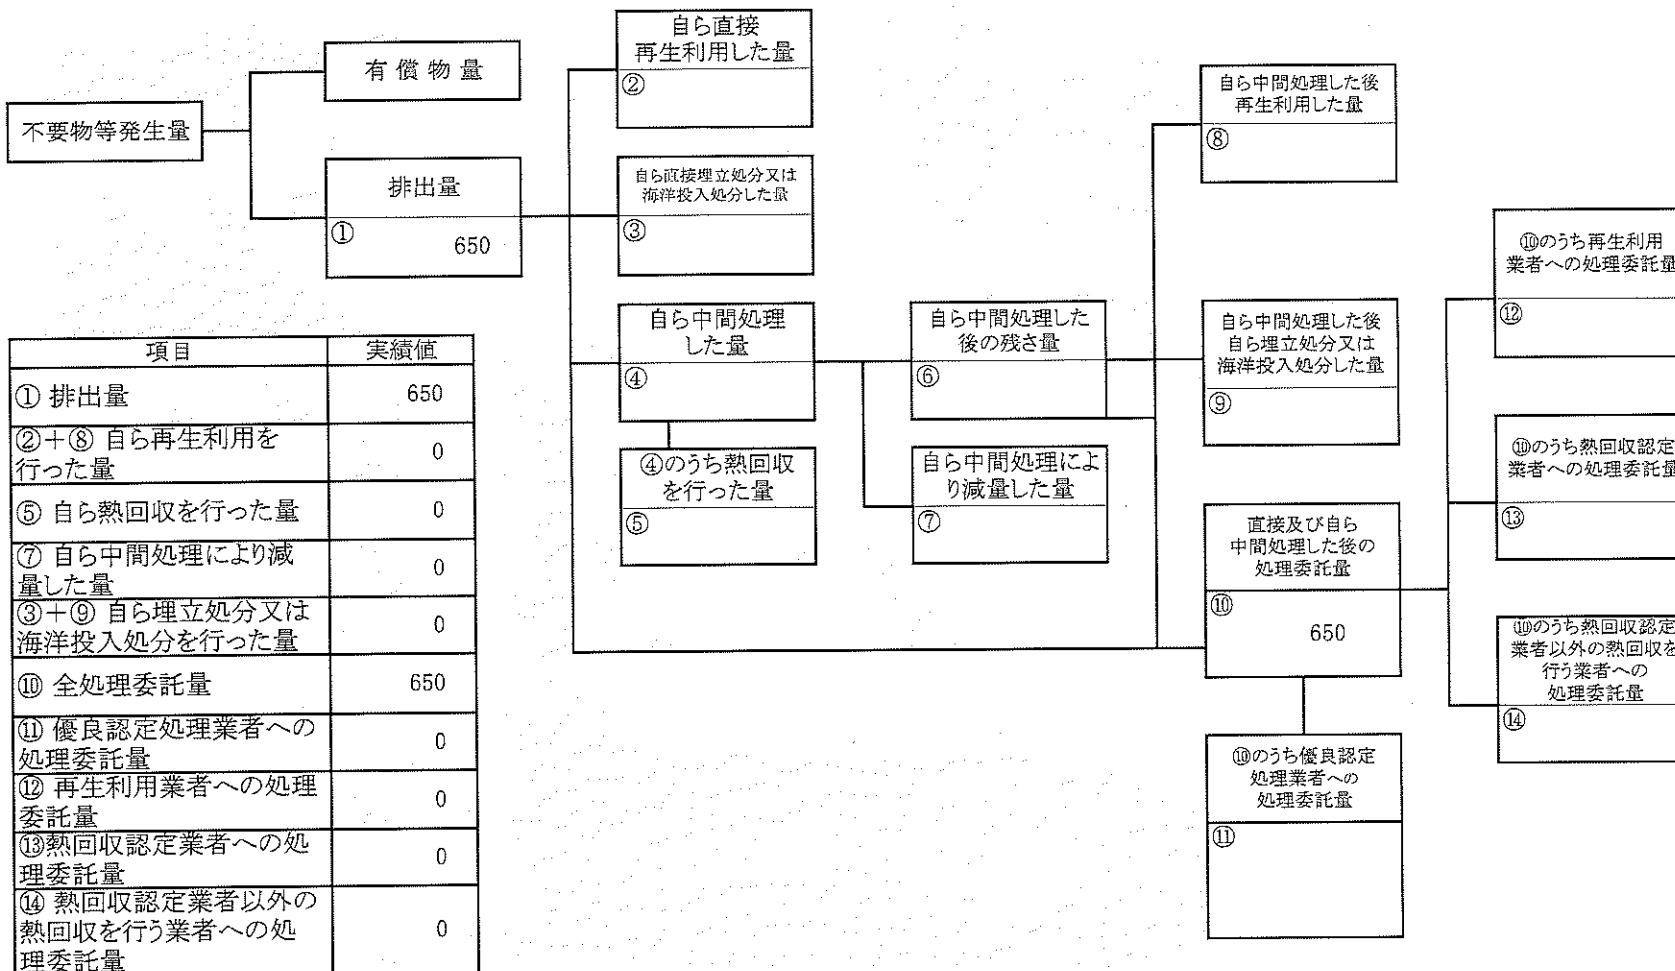 不要物等発生量
有償物量
排出量
①
650
自ら直接
再生利用した量
②
自ら直接埋立処分又は
海洋投入処分した量
③
自ら中間処理
した量
④
④のうち熱回収
を行った量
⑤
自ら中間処理した
後の残さ量
⑥
自ら中間処理によ
り減量した量
⑦
自ら中間処理した後
再生利用した量
⑧
自ら中間処理した後
自ら埋立処分又は
海洋投入処分した量
⑨
直接及び自ら
中間処理した後の
処理委託量
⑩
650
⑩のうち優良認定
処理業者への
処理委託量
⑪
⑩のうち再生利用
業者への処理委託量
⑫
⑩のうち熱回収認定
業者への処理委託量
⑬
⑩のうち熱回収認定
業者以外の熱回収を
行う業者への
処理委託量
⑭
項目 実績値
① 排出量 650
②+⑧ 自ら再生利用を
行った量 0
⑤ 自ら熱回収を行った量 0
⑦ 自ら中間処理により減
量した量 0
③+⑨ 自ら埋立処分又は
海洋投入処分を行った量 0
⑩ 全処理委託量 650
⑪ 優良認定処理業者への
処理委託量 0
⑫ 再生利用業者への処理
委託量 0
⑬熱回収認定業者への処
理委託量 0
⑭ 熱回収認定業者以外の
熱回収を行う業者への処
理委託量 0